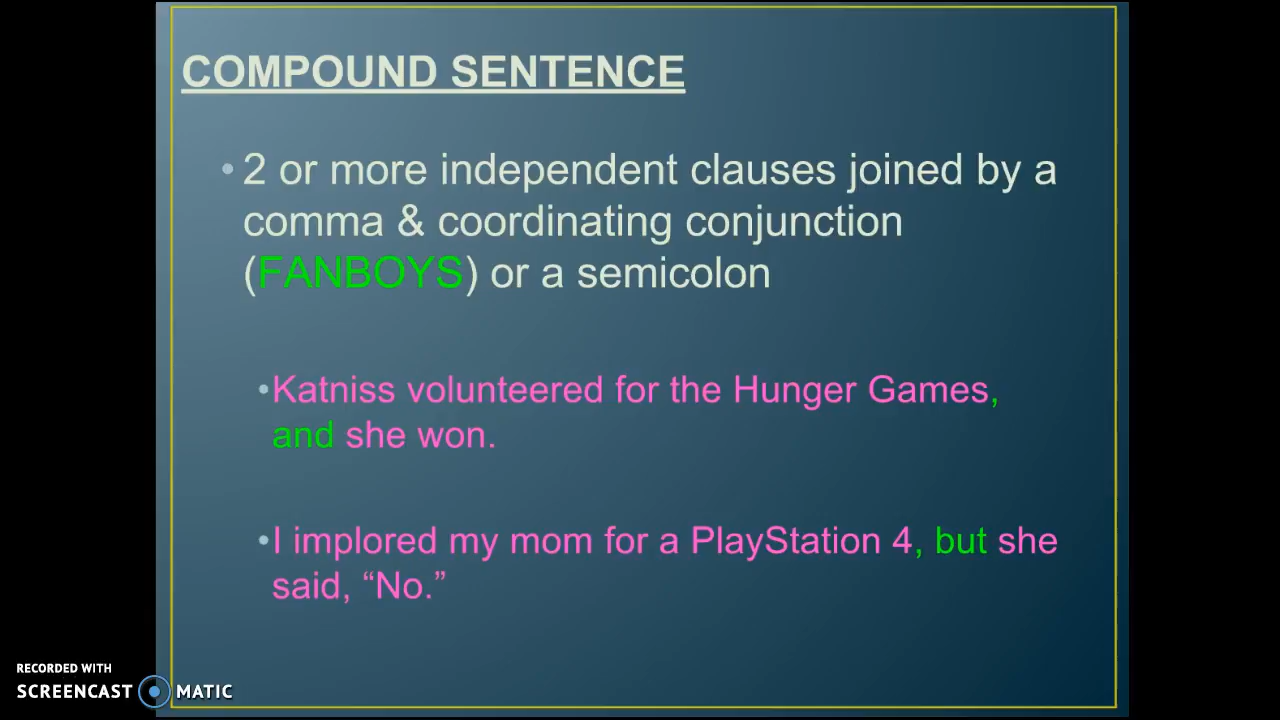 COMPOUND SENTENCE
• 2 or more independent clauses joined by a
comma & coordinating conjunction
(FANBOYS) or a semicolon
•Katniss volunteered for the Hunger Games,
and she won.
•I implored my mom for a PlayStation 4, but she
said, “No.”
RECORDED WITH
SCREENCAST MATIC